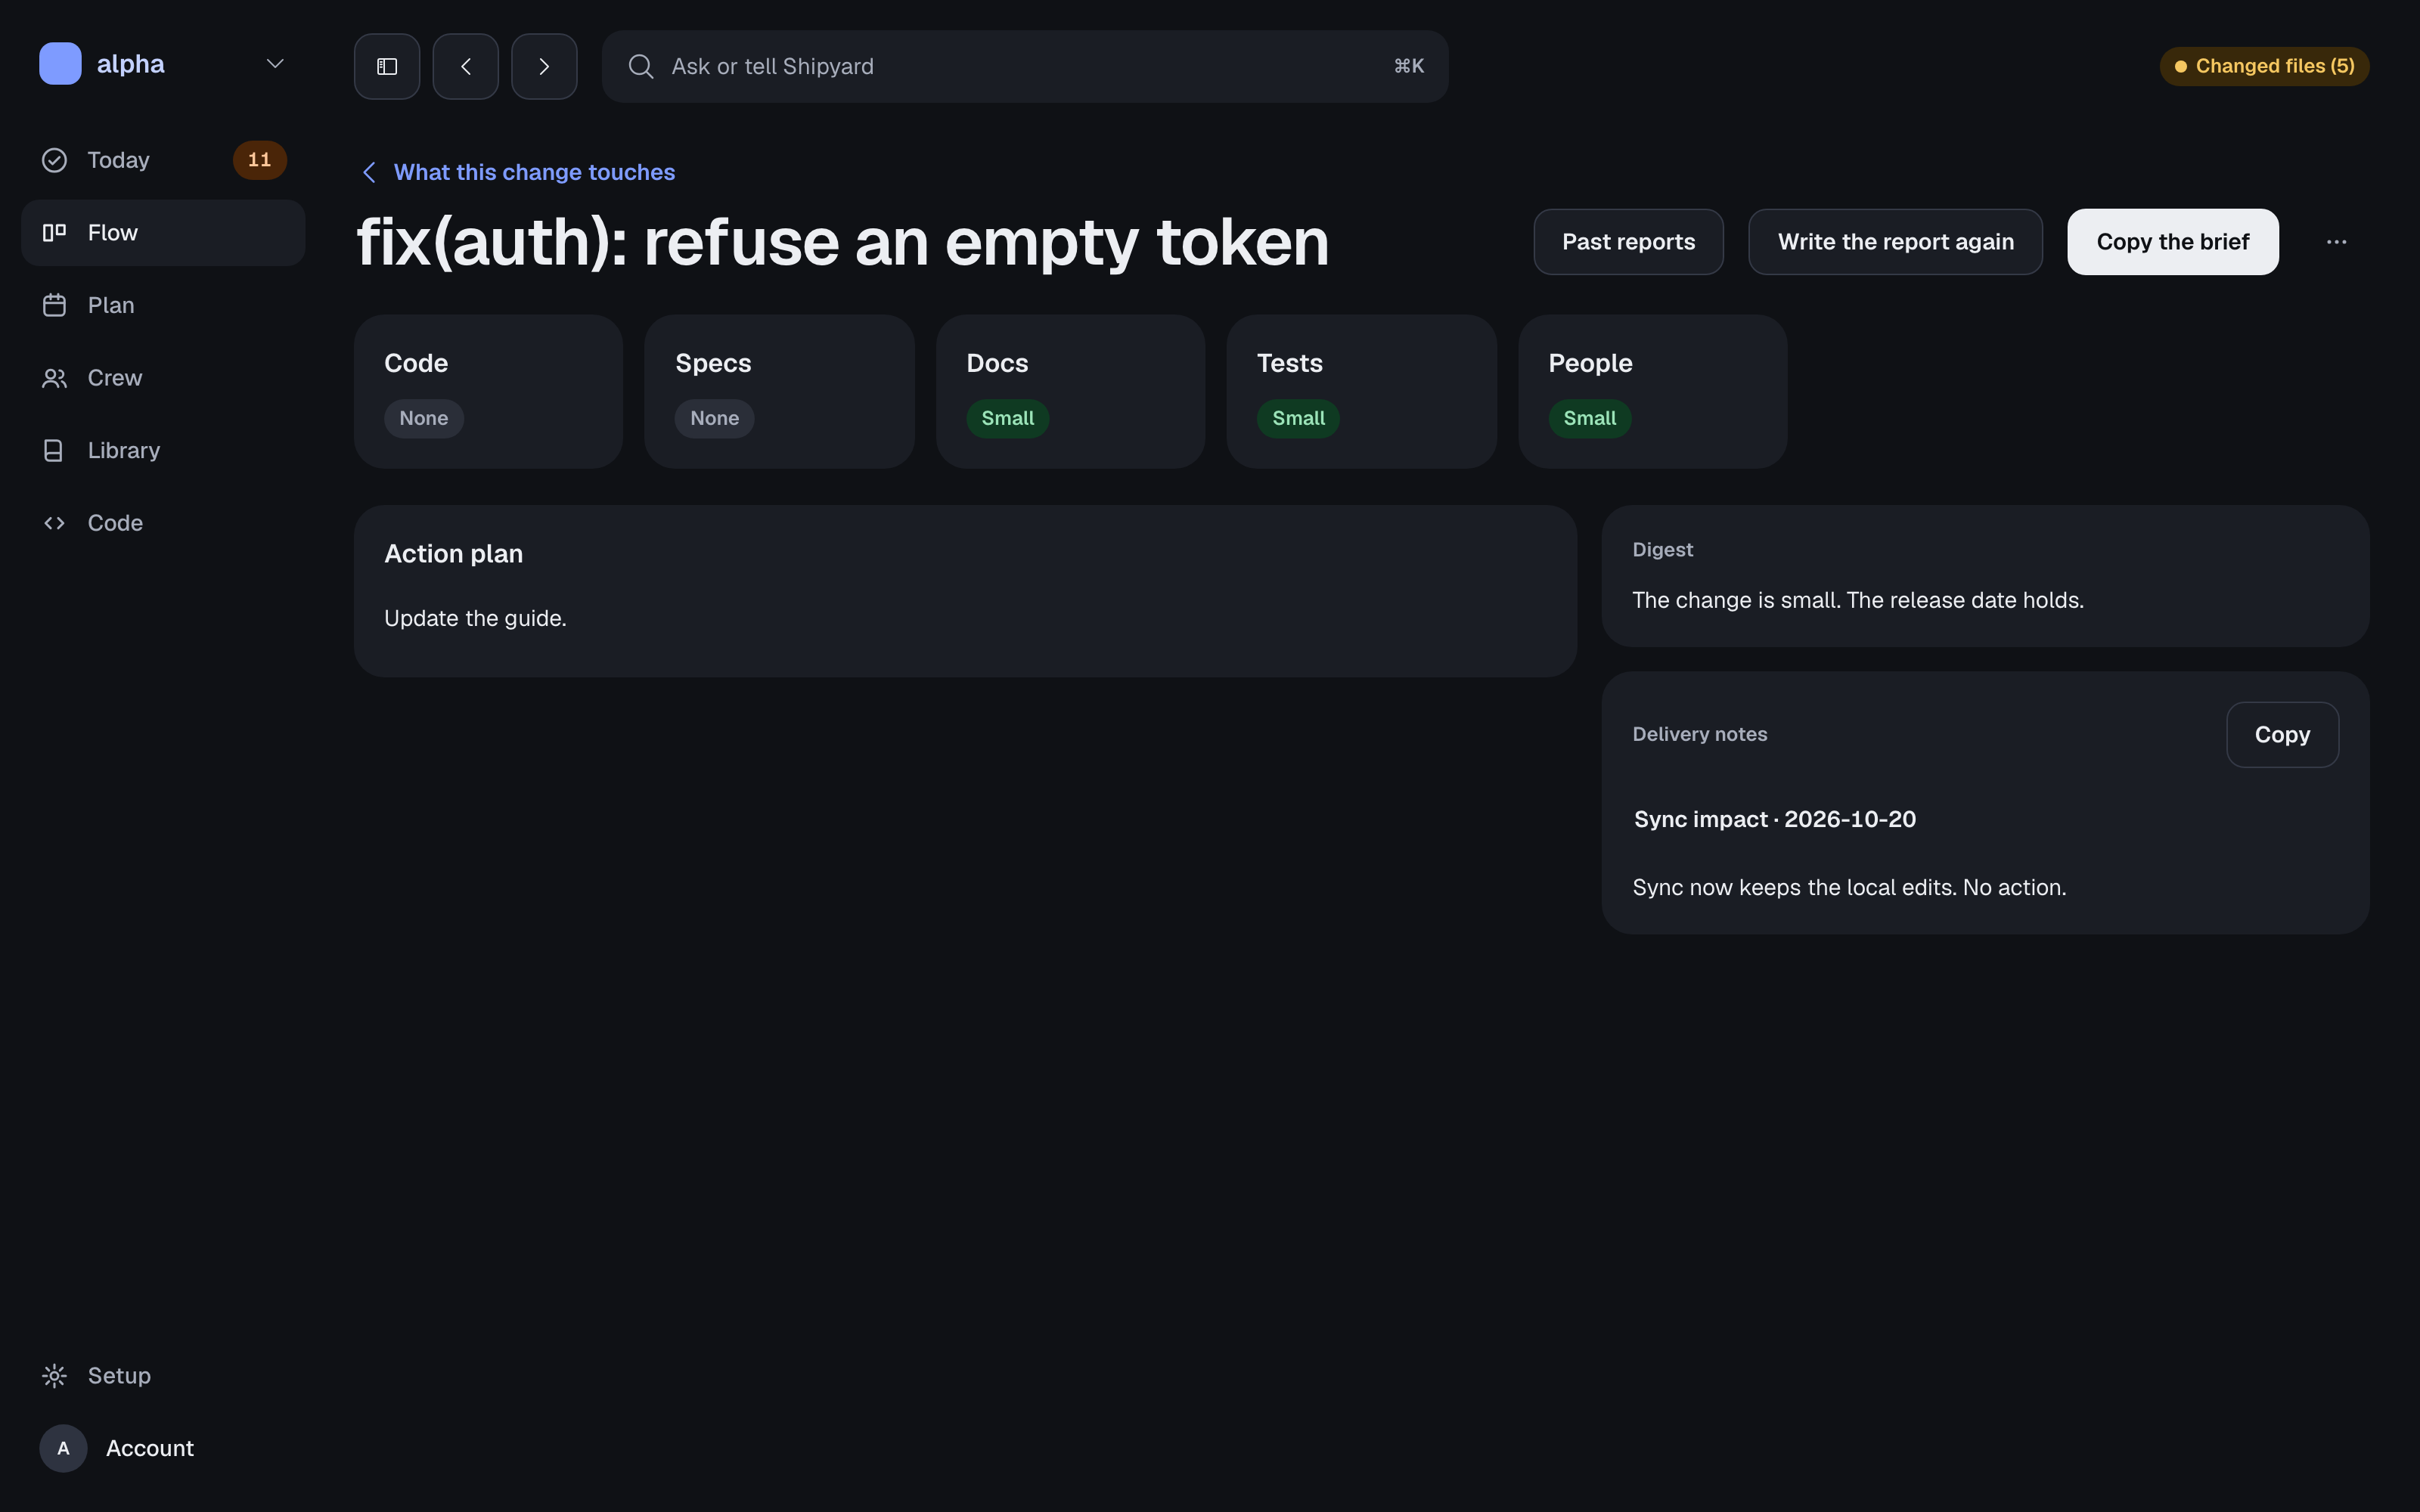 alpha
Ask or tell Shipyard
⌘K
Changed files (5)
Today
11
Flow
Plan
Crew
Library
Code
What this change touches
fix(auth): refuse an empty token
Past reports
Write the report again
Copy the brief
Code
None
Specs
None
Docs
Small
Tests
Small
People
Small
Action plan
Update the guide.
Digest
The change is small. The release date holds.
Delivery notes
Copy
Sync impact · 2026-10-20
Sync now keeps the local edits. No action.
Setup
A
Account